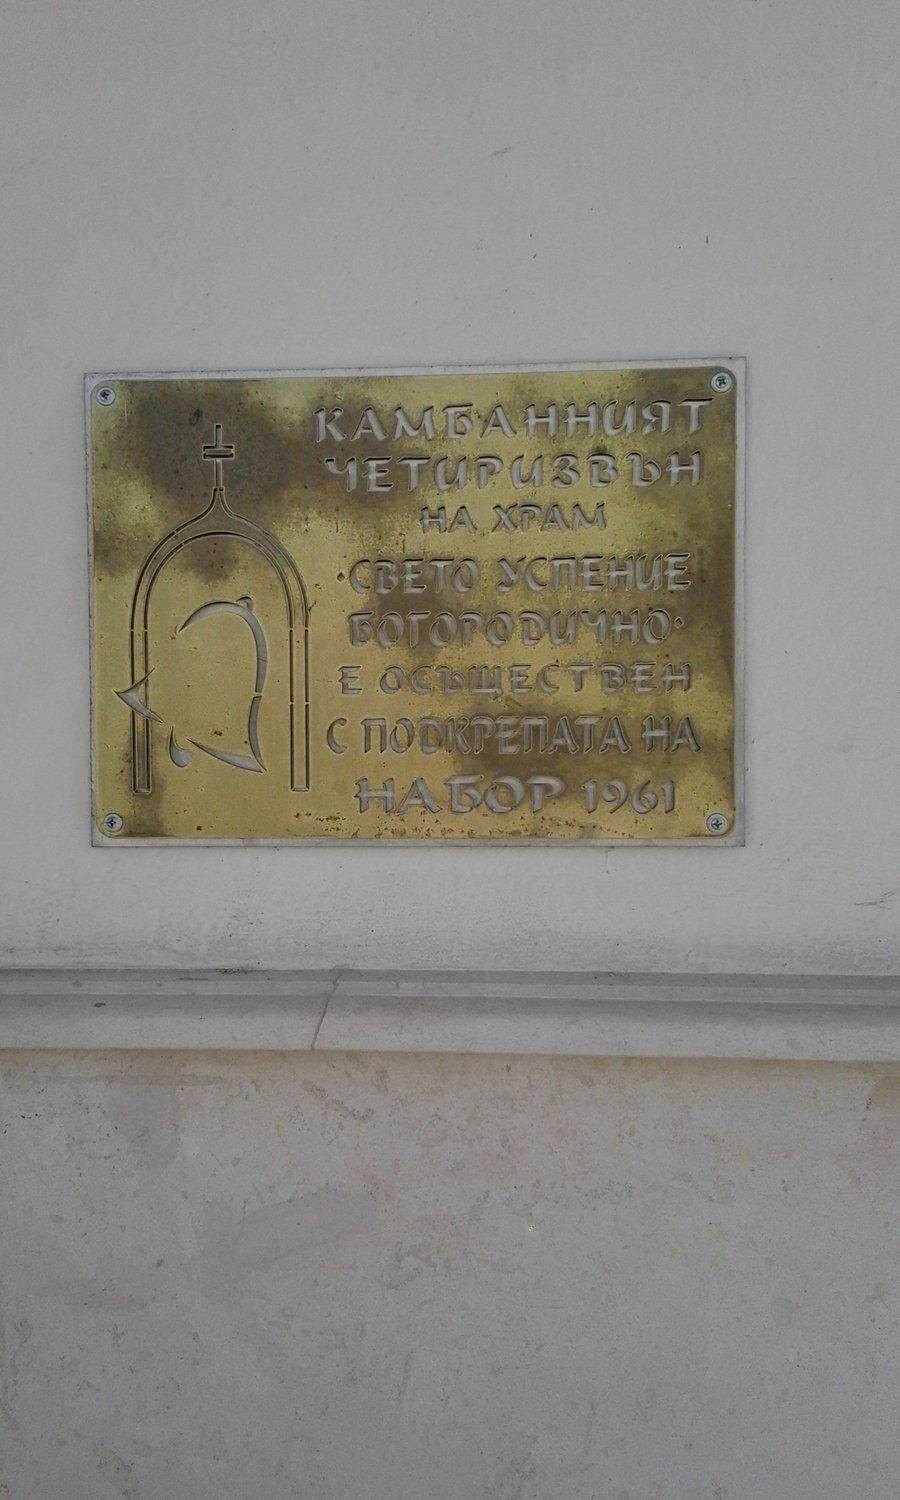 КАМБАННИЯТ
ЧЕТИРИЗВЪН
НА ХРАМ
·СВЕТО УСПЕНИЕ
БОГОРОДИЧНО·
Е ОСЪЩЕСТВЕН
С ПОДКРЕПАТА НА
НАБОР 1961